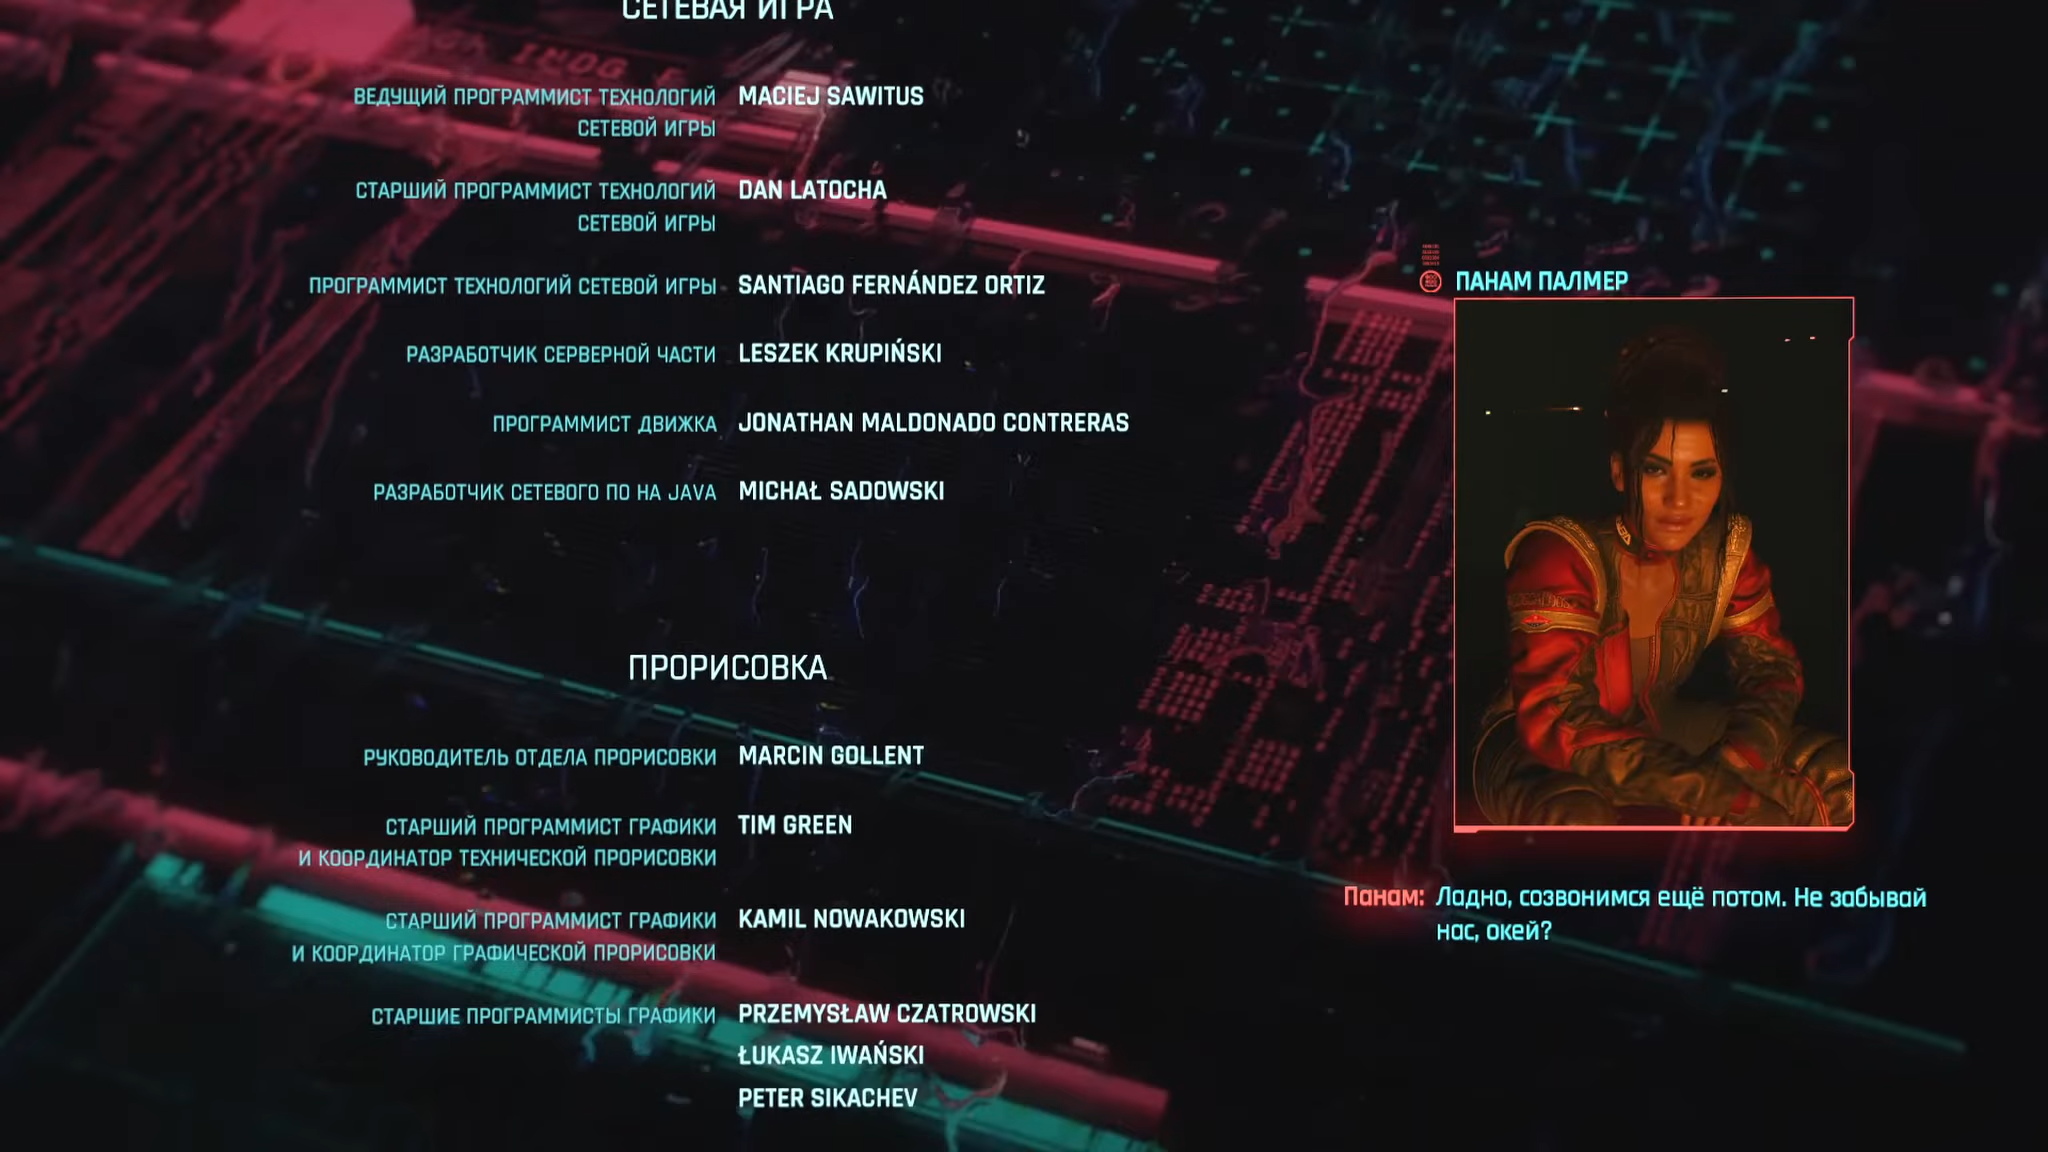 СЕТЕВАЯ ИГРА
ВЕДУЩИЙ ПРОГРАММИСТ ТЕХНОЛОГИЙ MACIEJ SAWITUS
СЕТЕВОЙ ИГРЫ
СТАРШИЙ ПРОГРАММИСТ ТЕХНОЛОГИЙ DAN LATOCHA
СЕТЕВОЙ ИГРЫ
ПРОГРАММИСТ ТЕХНОЛОГИЙ СЕТЕВОЙ ИГРЫ SANTIAGO FERNÁNDEZ ORTIZ
РАЗРАБОТЧИК СЕРВЕРНОЙ ЧАСТИ LESZEK KRUPIŃSKI
ПРОГРАММИСТ ДВИЖКА JONATHAN MALDONADO CONTRERAS
РАЗРАБОТЧИК СЕТЕВОГО ПО НА JAVA MICHAŁ SADOWSKI
ПРОРИСОВКА
РУКОВОДИТЕЛЬ ОТДЕЛА ПРОРИСОВКИ MARCIN GOLLENT
СТАРШИЙ ПРОГРАММИСТ ГРАФИКИ TIM GREEN
И КООРДИНАТОР ТЕХНИЧЕСКОЙ ПРОРИСОВКИ
СТАРШИЙ ПРОГРАММИСТ ГРАФИКИ KAMIL NOWAKOWSKI
И КООРДИНАТОР ГРАФИЧЕСКОЙ ПРОРИСОВКИ
СТАРШИЕ ПРОГРАММИСТЫ ГРАФИКИ PRZEMYSŁAW CZATROWSKI
ŁUKASZ IWAŃSKI
PETER SIKACHEV
ПАНАМ ПАЛМЕР
Панам: Ладно, созвонимся ещё потом. Не забывай
нас, окей?